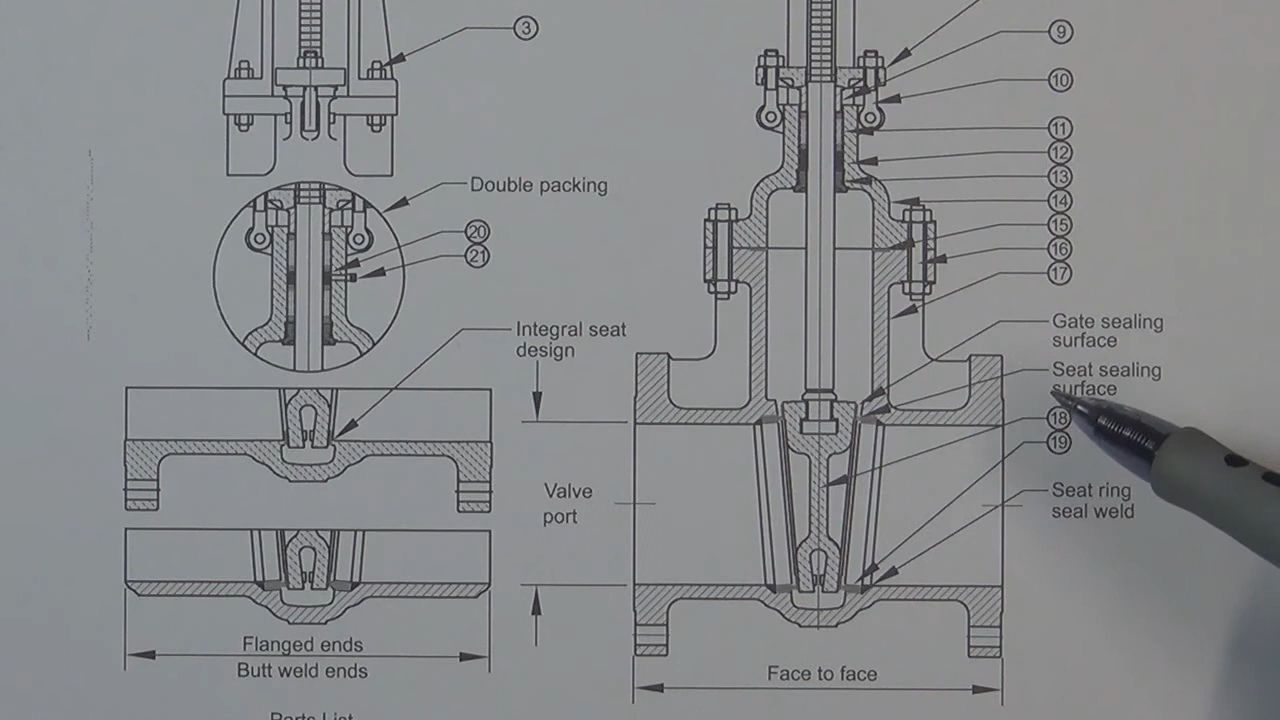 3
9
10
11
12
13
14
15
16
17
Double packing
20
21
Integral seat
design
Gate sealing
surface
Seat sealing
surface
18
19
Valve
port
Seat ring
seal weld
Flanged ends
Butt weld ends
Face to face
Parts List